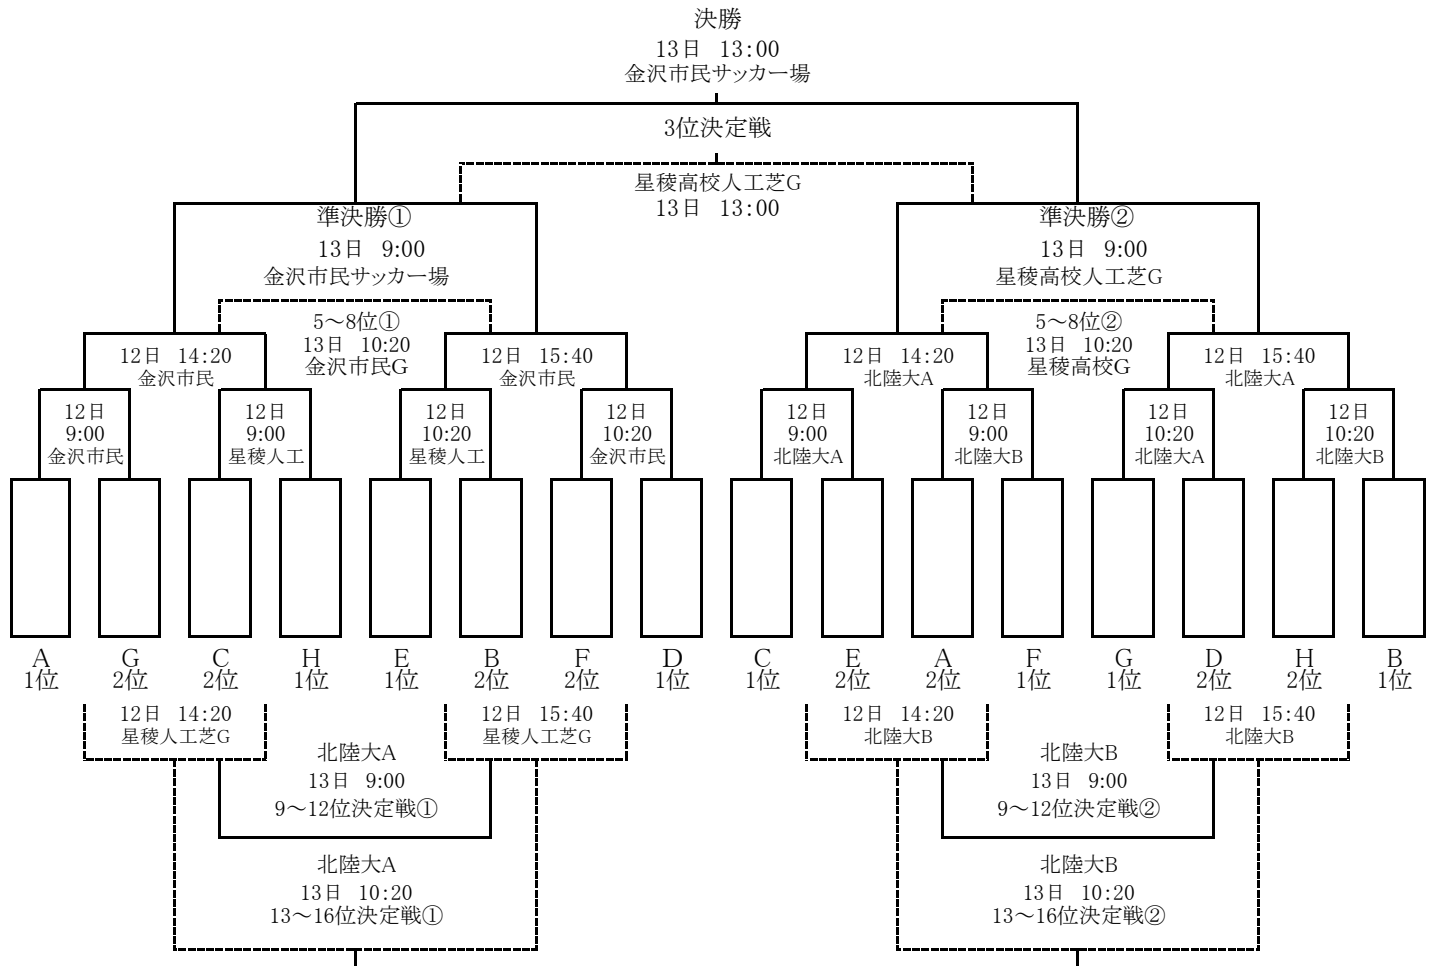 決勝
13日 13:00
金沢市民サッカー場
3位決定戦
星稜高校人工芝G
13日 13:00
準決勝①
13日 9:00
金沢市民サッカー場
準決勝②
13日 9:00
星稜高校人工芝G
5～8位①
13日 10:20
金沢市民G
5～8位②
13日 10:20
星稜高校G
12日 14:20
金沢市民
12日 15:40
金沢市民
12日 14:20
北陸大A
12日 15:40
北陸大A
12日
9:00
金沢市民
12日
9:00
星稜人工
12日
10:20
星稜人工
12日
10:20
金沢市民
12日
9:00
北陸大A
12日
9:00
北陸大B
12日
10:20
北陸大A
12日
10:20
北陸大B
A
1位
G
2位
C
2位
H
1位
E
1位
B
2位
F
2位
D
1位
C
1位
E
2位
A
2位
F
1位
G
1位
D
2位
H
2位
B
1位
12日 14:20
星稜人工芝G
12日 15:40
星稜人工芝G
12日 14:20
北陸大B
12日 15:40
北陸大B
北陸大A
13日 9:00
9～12位決定戦①
北陸大B
13日 9:00
9～12位決定戦②
北陸大A
13日 10:20
13～16位決定戦①
北陸大B
13日 10:20
13～16位決定戦②